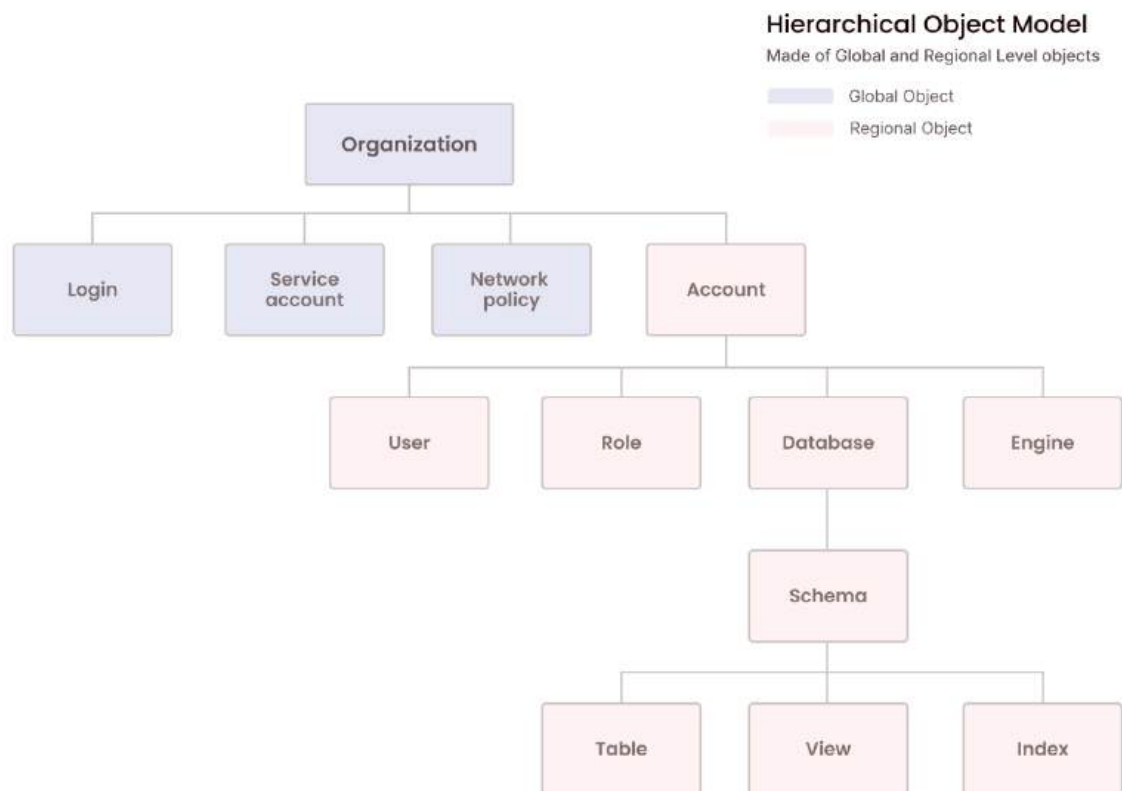 Hierarchical Object Model
Made of Global and Regional Level objects
Global Object
Regional Object
Organization
Login
Service
account
Network
policy
Account
User
Role
Database
Engine
Schema
Table
View
Index